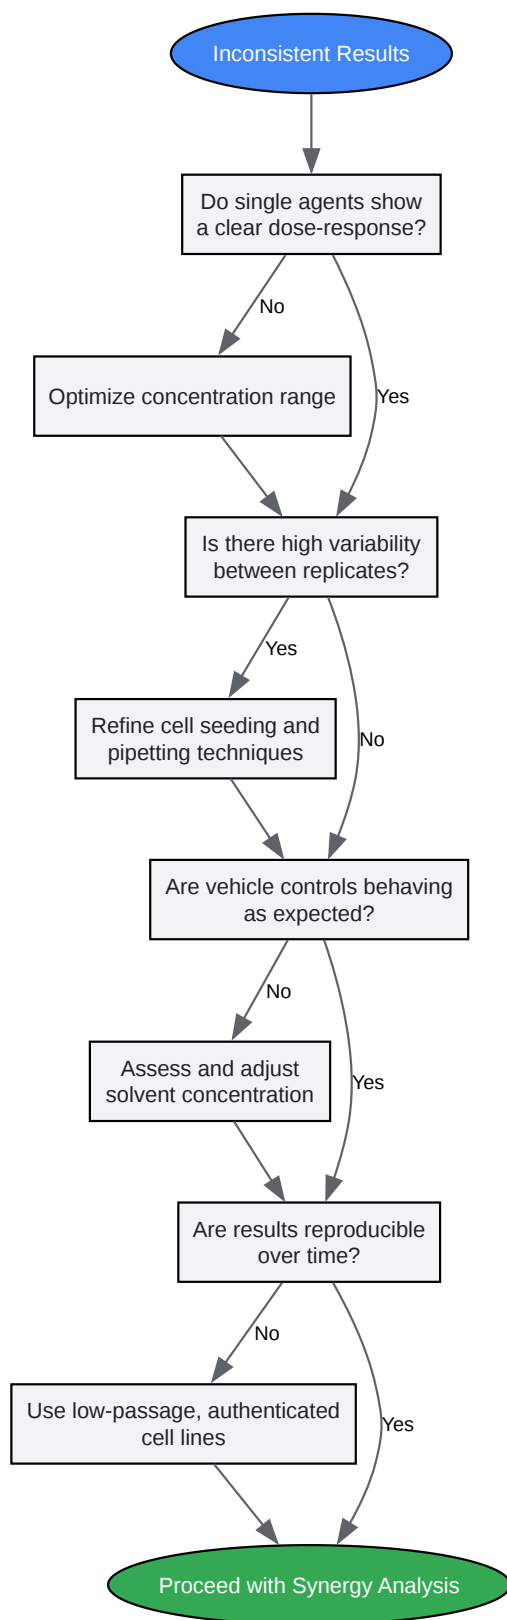 Inconsistent Results
Do single agents show
a clear dose-response?
No
Optimize concentration range
Yes
Is there high variability
between replicates?
Yes
Refine cell seeding and
pipetting techniques
No
Are vehicle controls behaving
as expected?
No
Assess and adjust
solvent concentration
Yes
Are results reproducible
over time?
No
Use low-passage, authenticated
cell lines
Yes
Proceed with Synergy Analysis